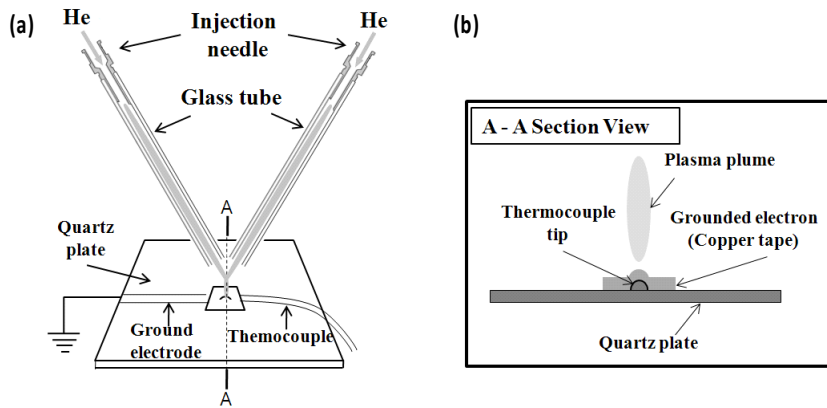 (a)
He
Injection
needle
He
Glass tube
A
Quartz
plate
Ground
electrode
Themocouple
A
(b)
A - A Section View
Plasma plume
Thermocouple
tip
Grounded electron
(Copper tape)
Quartz plate